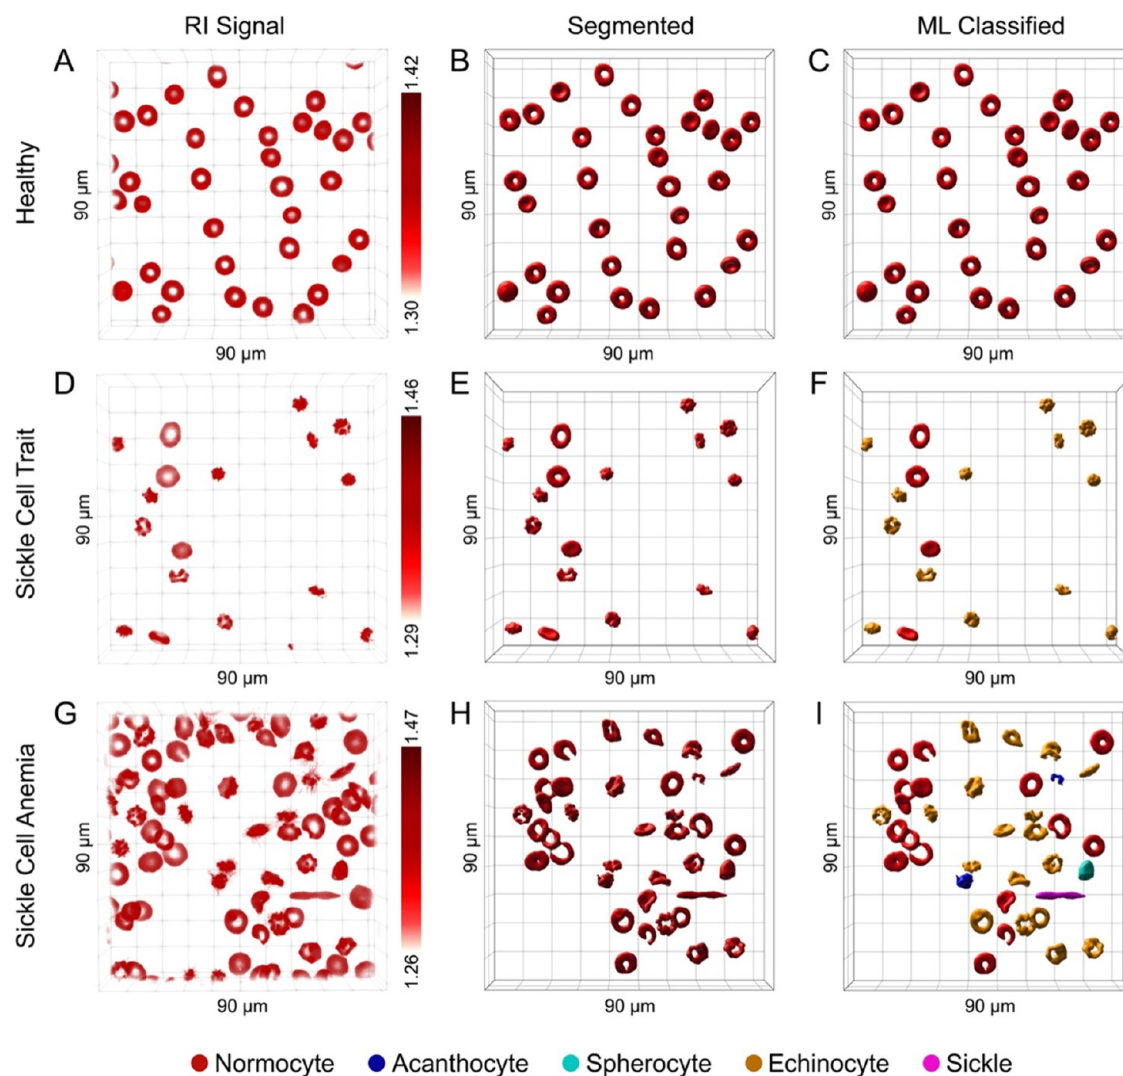 RI Signal Segmented ML Classified
A B C
1.42
Healthy
90 µm 90 µm 90 µm
1.30
90 µm 90 µm 90 µm
D E F
1.46
Sickle Cell Trait
90 µm 90 µm 90 µm
1.29
90 µm 90 µm 90 µm
G H I
1.47
Sickle Cell Anemia
90 µm 90 µm 90 µm
1.26
90 µm 90 µm 90 µm
Normocyte Acanthocyte Spherocyte Echinocyte Sickle